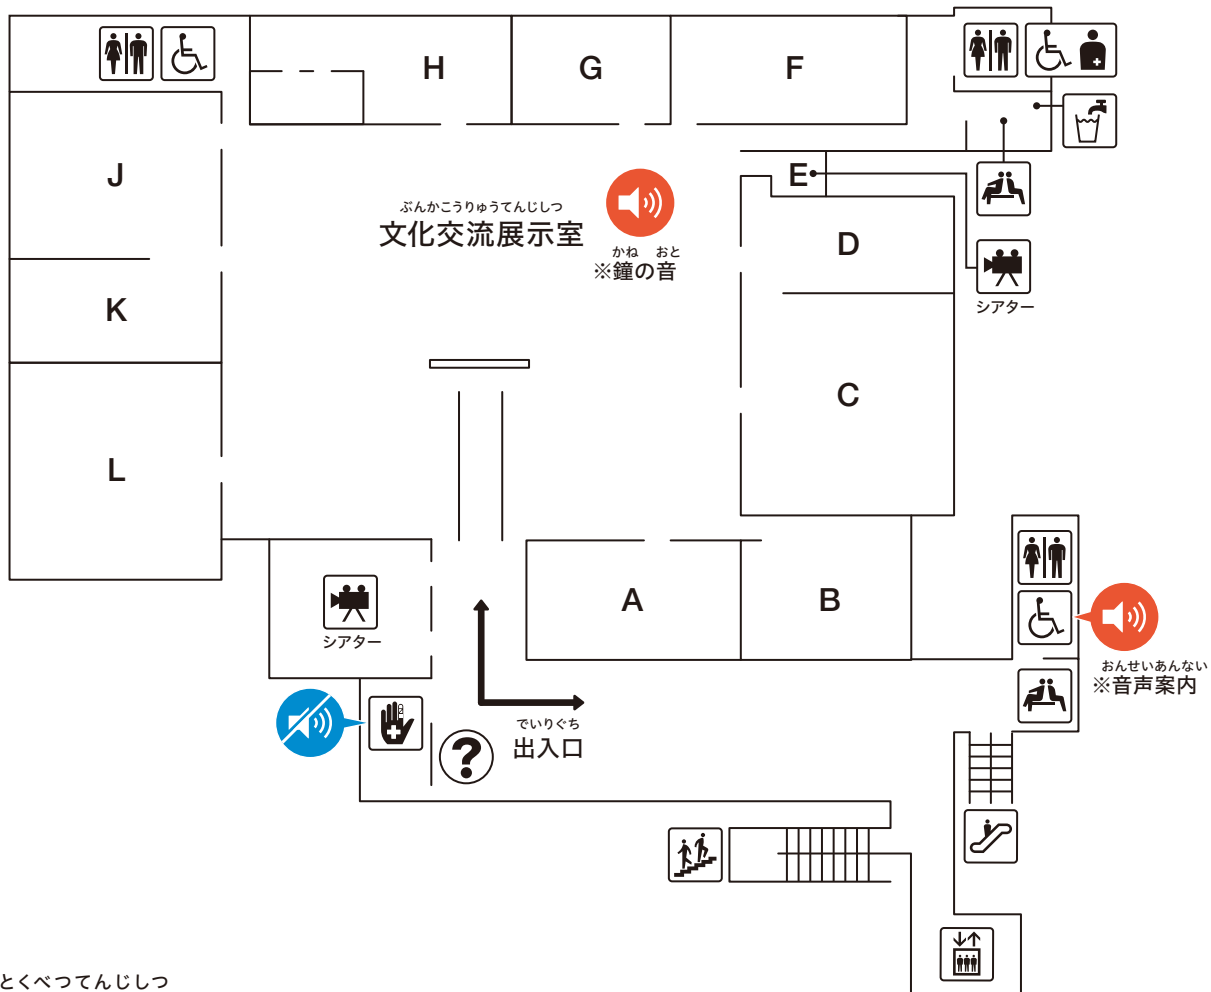 H
G
F
J
E
ぶんかこうりゅうてんじしつ
文化交流展示室
かね おと
※鐘の音
D
シアター
K
C
L
A
B
シアター
おんせいあんない
※音声案内
でいりぐち
出入口
?
とくべつてんじしつ